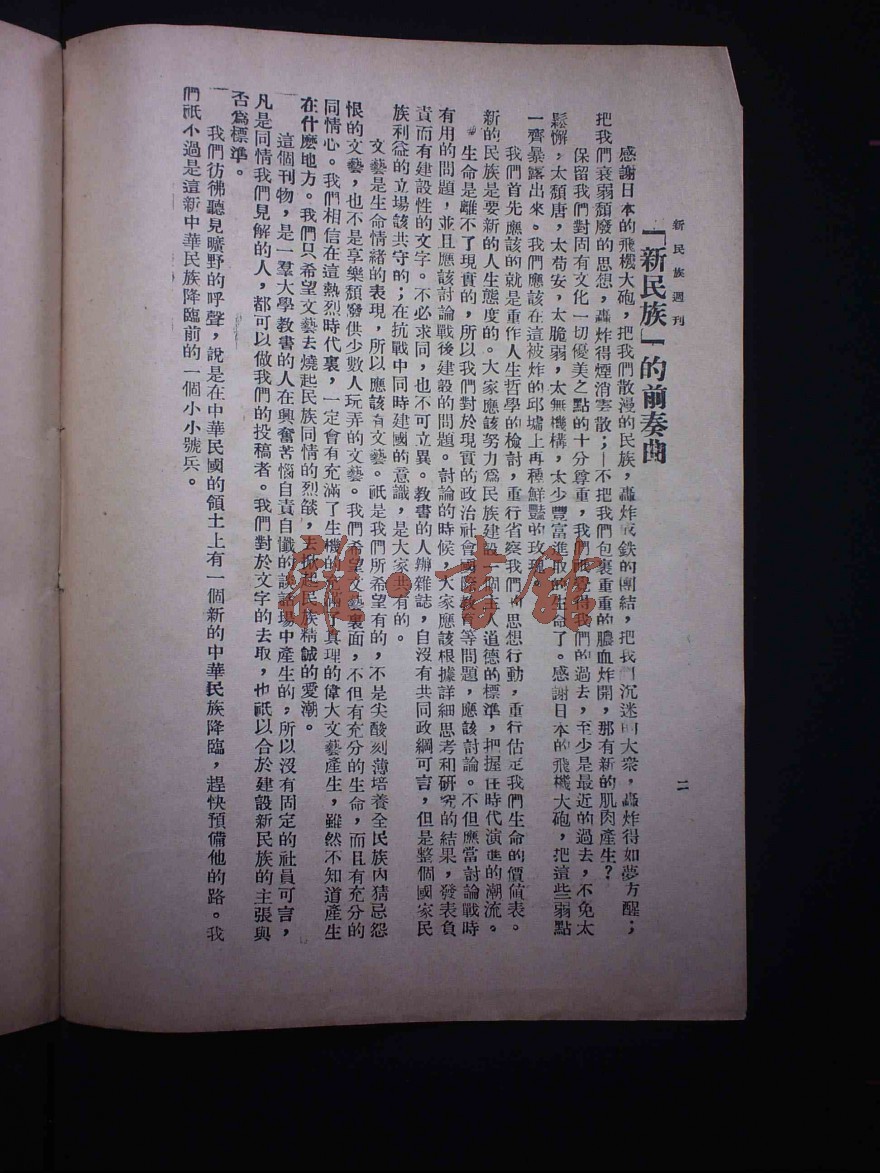 新民族週刊
二
「新民族」的前奏曲
感謝日本的飛機大砲，把我們散漫的民族，轟炸成鉄的團結，把我們沉迷的大衆，轟炸得如夢方醒；
把我們衰弱頹廢的思想，轟炸得煙消雲散；—不把我們包裹重重的膿血炸開，那有新的肌肉產生？
保留我們對固有文化一切優美之點的十分尊重，我們祇覺得我們的過去，至少是最近的過去，不免太
鬆懈，太頹唐，太苟安，太脆弱，太無機構，太少豐富進取的生命了。感謝日本的飛機大砲，把這些弱點
一齊暴露出來。我們應該在這被炸的邱墟上再種鮮豔的玫瑰。
我們首先應該的就是重作人生哲學的檢討，重行省察我們的思想行動，重行估定我們生命的價值表。
新的民族是要新的人生態度的。大家應該努力爲民族建設一個主人道德的標準，把握住時代演進的潮流。
生命是離不了現實的，所以我們對於現實的政治社會國際教育等問題，應該討論。不但應當討論戰時
有用的問題，並且應該討論戰後建設的問題。討論的時候，大家應該根據詳細思考和研究的結果，發表負
責而有建設性的文字。不必求同，也不可立異。教書的人辦雜誌，自沒有共同政綱可言，但是整個國家民
族利益的立場該共守的；在抗戰中同時建國的意識，是大家共有的。
文藝是生命情緒的表現，所以應該有文藝。祇是我們所希望有的，不是尖酸刻薄培養全民族內猜忌怨
恨的文藝，也不是享樂頹廢供少數人玩弄的文藝。我們希望文藝裏面，不但有充分的生命，而且有充分的
同情心。我們相信在這熱烈時代裏，一定會有充滿了生機的充滿了真理的偉大文藝產生，雖然不知道產生
在什麽地方。我們只希望文藝去燒起民族同情的烈燄，去掀起民族精誠的愛潮。
這個刊物，是一羣大學教書的人在興奮苦惱自責自懺的談話場中產生的，所以沒有固定的社員可言，
凡是同情我們見解的人，都可以做我們的投稿者。我們對於文字的去取，也祇以合於建設新民族的主張與
否爲標準。
我們彷彿聽見曠野的呼聲，說是在中華民國的領土上有一個新的中華民族降臨，趕快預備他的路。我
們祇不過是這新中華民族降臨前的一個小小號兵。
雅·書館